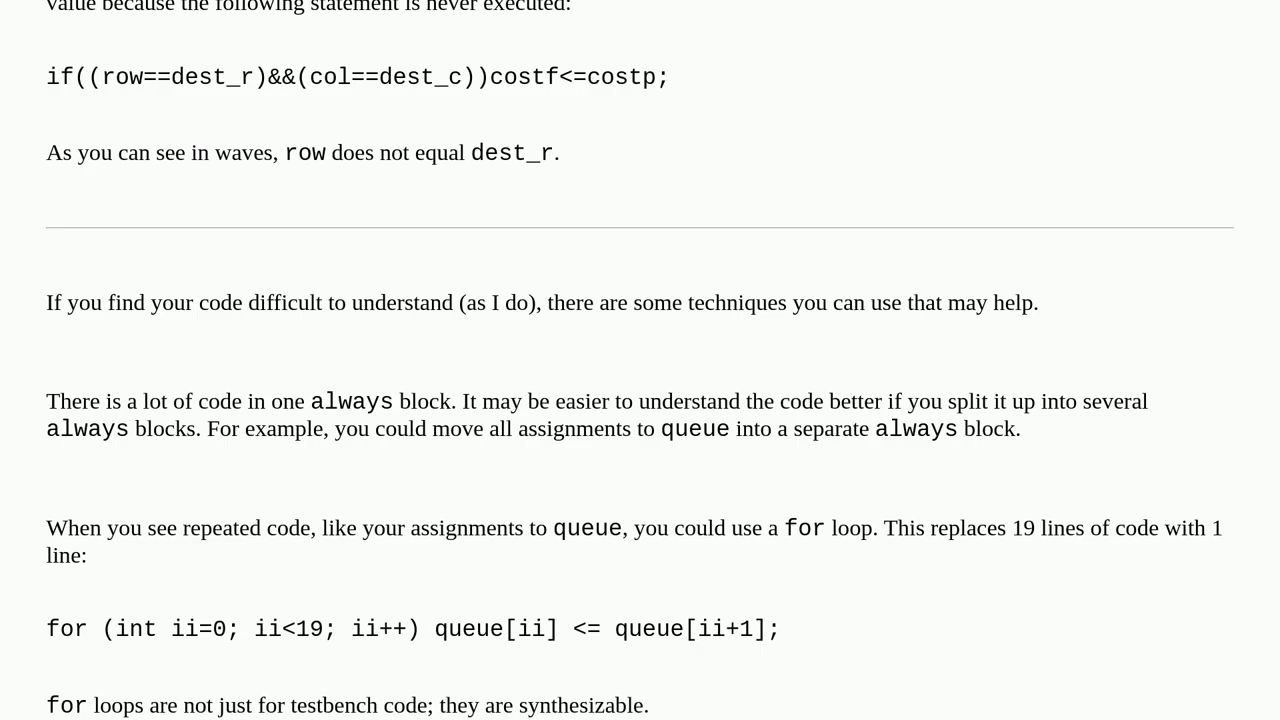 value because the following statement is never executed:
if((row==dest_r)&&(col==dest_c))costf<=costp;
As you can see in waves, row does not equal dest_r.
If you find your code difficult to understand (as I do), there are some techniques you can use that may help.
There is a lot of code in one always block. It may be easier to understand the code better if you split it up into several
always blocks. For example, you could move all assignments to queue into a separate always block.
When you see repeated code, like your assignments to queue, you could use a for loop. This replaces 19 lines of code with 1
line:
for (int ii=0; ii<19; ii++) queue[ii] <= queue[ii+1];
for loops are not just for testbench code; they are synthesizable.